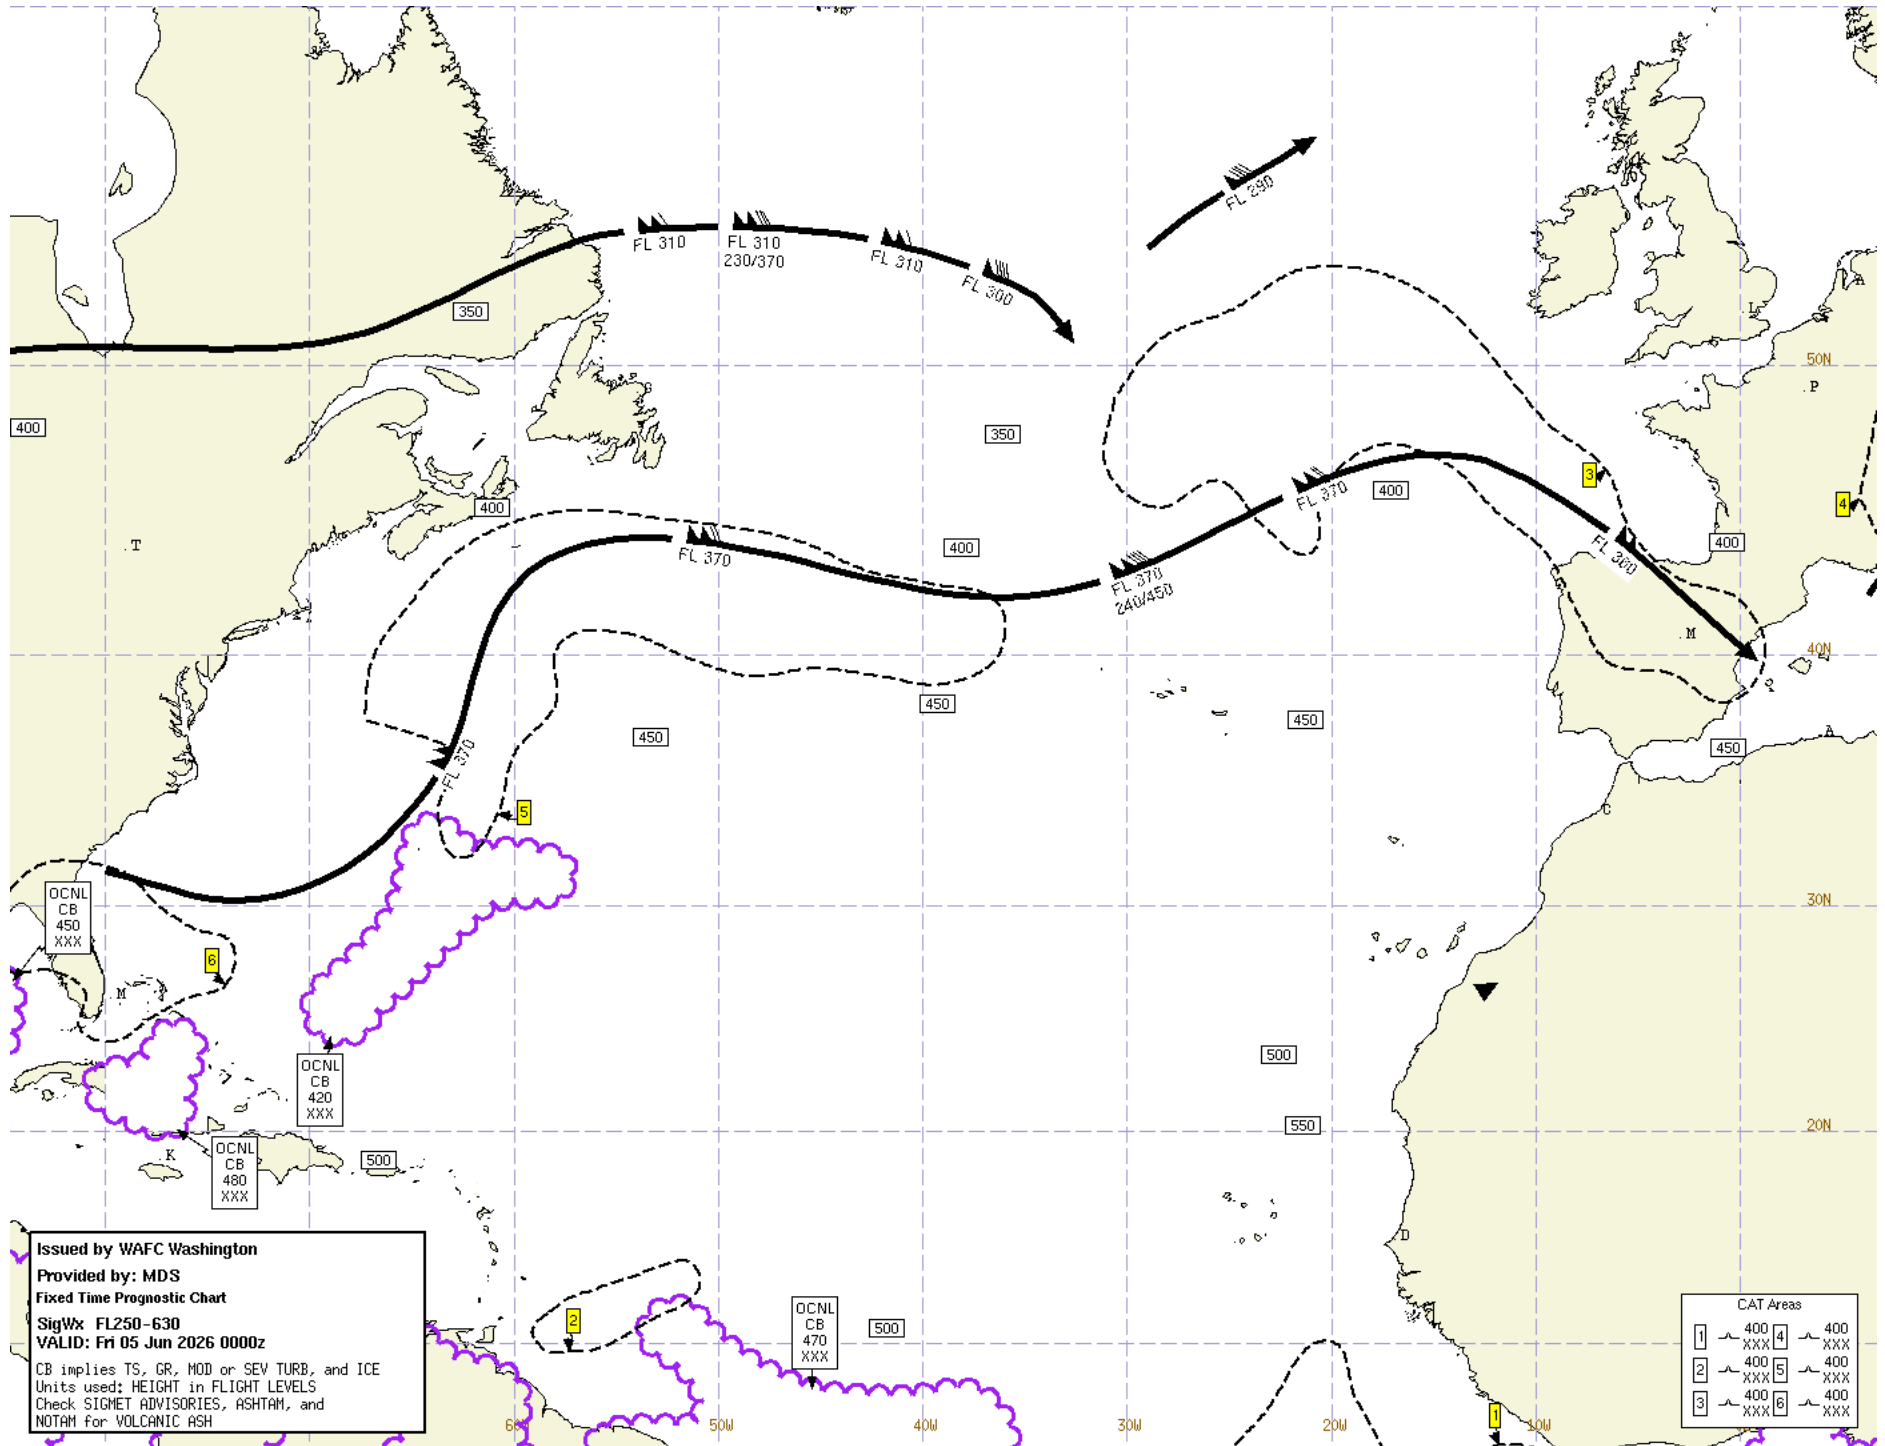 FL 290
FL 310
FL 310
230/370
FL 310
FL 300
350
L
A
50N
P
400
350
3
400
4
400
T
400
400
FL 370
FL 370
FL 370
240/450
FL 300
M
40N
450
450
450
450
A
FL 370
5
C
OCNL
CB
450
XXX
30N
6
M
OCNL
CB
420
XXX
500
550
20N
OCNL
CB
480
XXX
K
500
D
Issued by WAFC Washington
Provided by: MDS
Fixed Time Prognostic Chart
SigWx FL250-630
VALID: Fri 05 Jun 2026 0000z
CB implies TS, GR, MOD or SEV TURB, and ICE
Units used: HEIGHT in FLIGHT LEVELS
Check SIGMET ADVISORIES, ASHTAM, and
NOTAM for VOLCANIC ASH
2
OCNL
CB
470
XXX
500
CAT Areas
1 400 XXX 4 400 XXX
2 400 XXX 5 400 XXX
3 400 XXX 6 400 XXX
1
50W
40W
30W
20W
10W